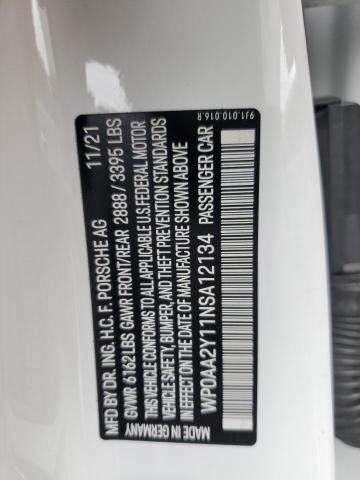 MFD BY DR. ING. H.C. F. PORSCHE AG 11/21
GVWR 6162LBS GAWR FRONT/REAR 2888 / 3395 LBS
THIS VEHICLE CONFORMS TO ALL APPLICABLE U.S.FEDERAL MOTOR
VEHICLE SAFETY, BUMPER, AND THEFT PREVENTION STANDARDS
IN EFFECT ON THE DATE OF MANUFACTURE SHOWN ABOVE
WP0AA2Y11NSA12134 PASSENGER CAR
MADE IN GERMANY
9J1.010.016.R